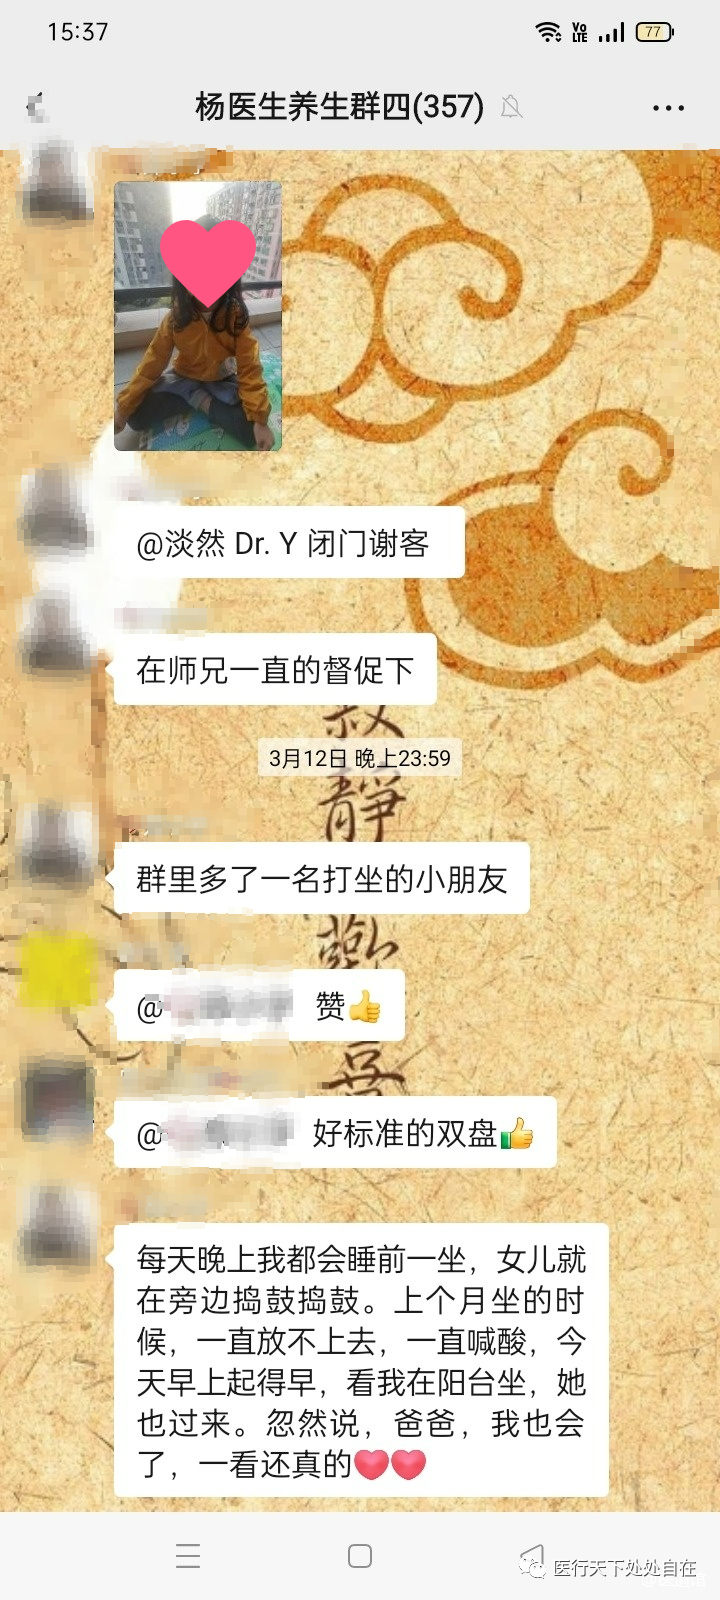 15:37
VoLTE
77
杨医生养生群四(357)
@淡然 Dr. Y 闭门谢客
在师兄一直的督促下
3月12日 晚上23:59
靜
群里多了一名打坐的小朋友
@ 赞👍
@ 好标准的双盘👍
每天晚上我都会睡前一坐，女儿就
在旁边捣鼓捣鼓。上个月坐的时
候，一直放不上去，一直喊酸，今
天早上起得早，看我在阳台坐，她
也过来。忽然说，爸爸，我也会
了，一看还真的❤❤
医行天下处处自在